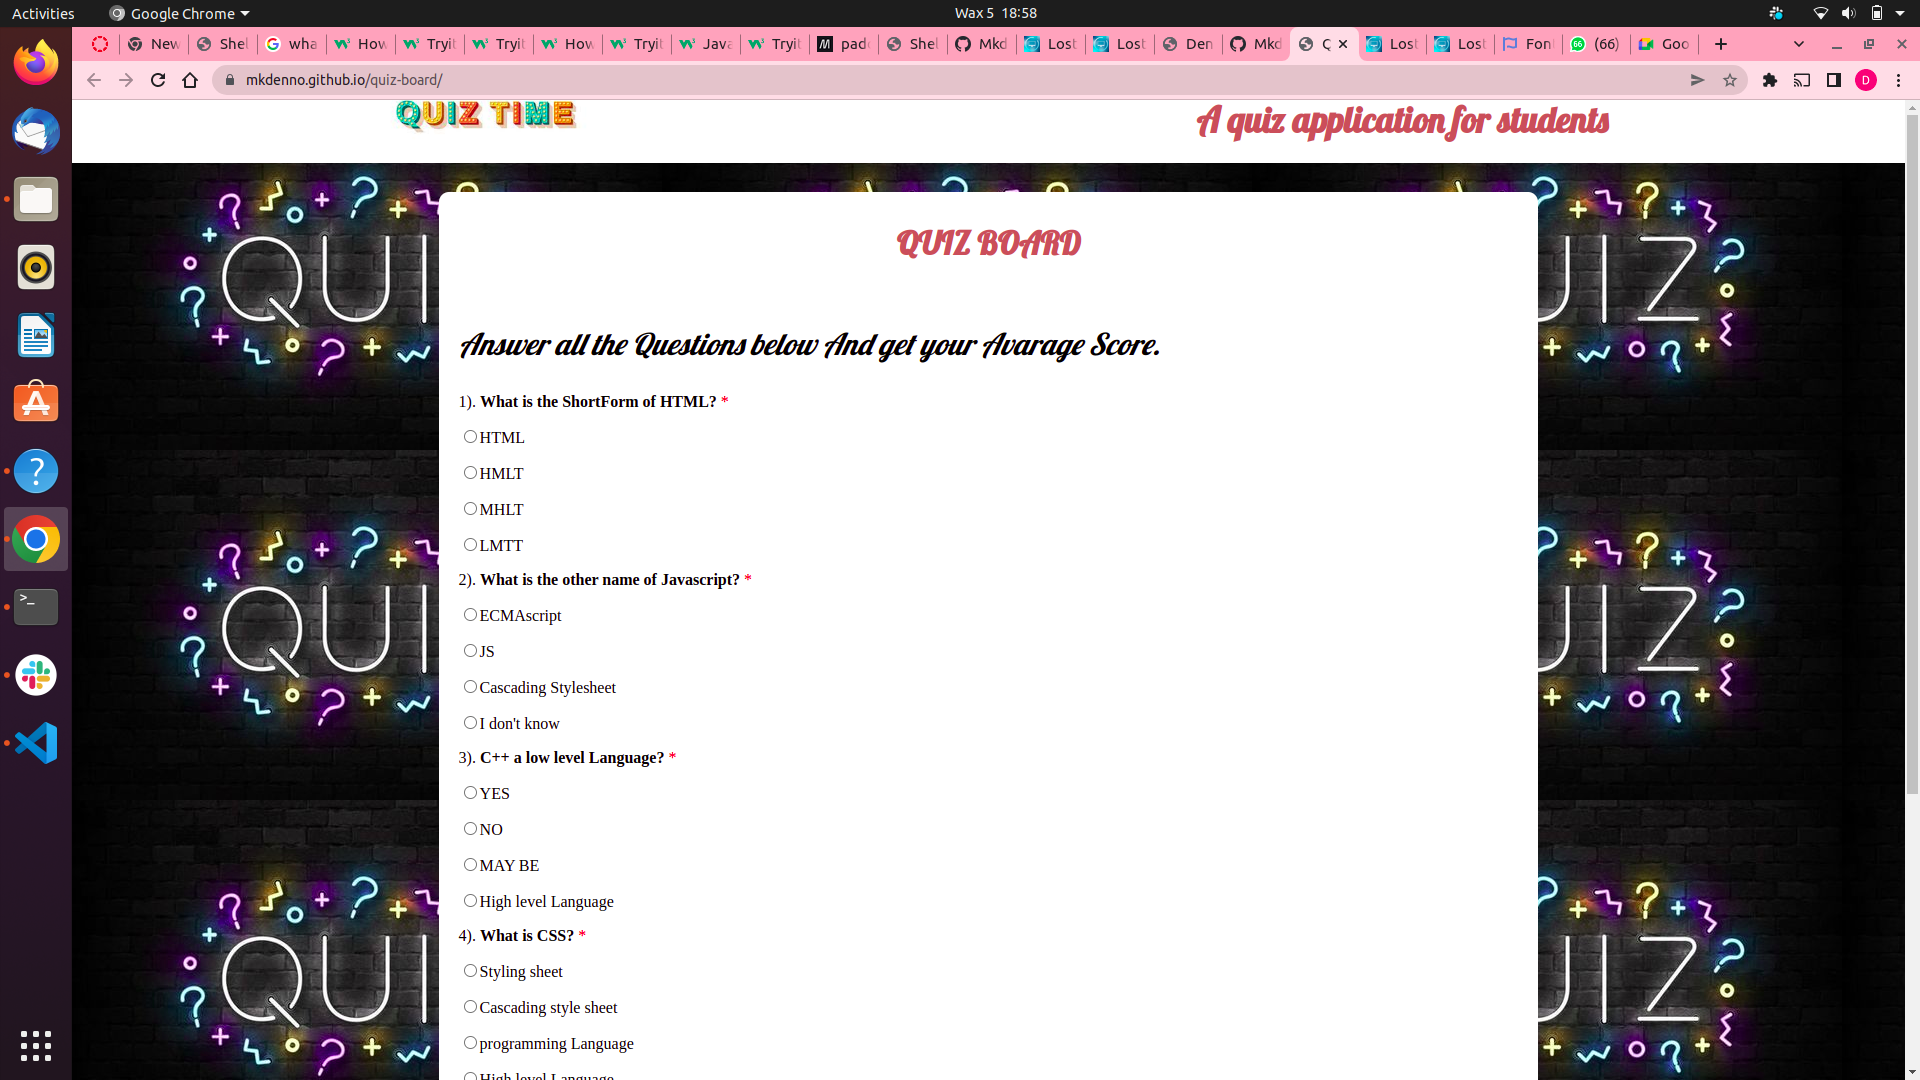 Activities
Google Chrome
Wax 5 18:58
New
Shel
wha
How
Tryit
Tryit
How
Tryit
Java
Tryit
pado
Shel
Mkd
Lost
Lost
Den
Mkd
Lost
Lost
Fon
(66)
Goo
mkdenno.github.io/quiz-board/
D
QUIZ TIME
A quiz application for students
QUIZ BOARD
Answer all the Questions below And get your Avarage Score.
1). What is the ShortForm of HTML? *
HTML
HMLT
MHLT
LMTT
2). What is the other name of Javascript? *
ECMAscript
JS
Cascading Stylesheet
I don't know
3). C++ a low level Language? *
YES
NO
MAY BE
High level Language
4). What is CSS? *
Styling sheet
Cascading style sheet
programming Language
High level Language